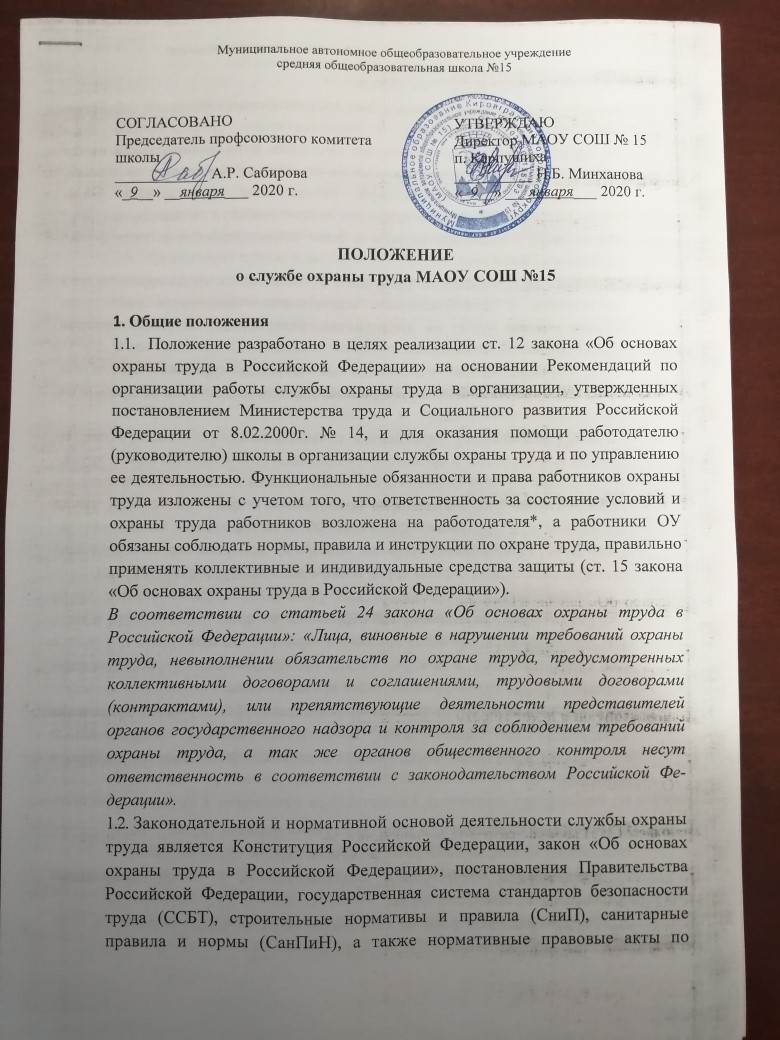 Муниципальное автономное общеобразовательное учреждение
средняя общеобразовательная школа №15
СОГЛАСОВАНО
Председатель профсоюзного комитета
школы
А.Р. Сабирова
« 9 » января 2020 г.
УТВЕРЖДАЮ
Директор МАОУ СОШ № 15
п. Карпушиха
Н.Б. Минханова
« 9 » января 2020 г.
ПОЛОЖЕНИЕ
о службе охраны труда МАОУ СОШ №15
1. Общие положения
1.1. Положение разработано в целях реализации ст. 12 закона «Об основах
охраны труда в Российской Федерации» на основании Рекомендаций по
организации работы службы охраны труда в организации, утвержденных
постановлением Министерства труда и Социального развития Российской
Федерации от 8.02.2000г. № 14, и для оказания помощи работодателю
(руководителю) школы в организации службы охраны труда и по управлению
ее деятельностью. Функциональные обязанности и права работников охраны
труда изложены с учетом того, что ответственность за состояние условий и
охраны труда работников возложена на работодателя*, а работники ОУ
обязаны соблюдать нормы, правила и инструкции по охране труда, правильно
применять коллективные и индивидуальные средства защиты (ст. 15 закона
«Об основах охраны труда в Российской Федерации»).
В соответствии со статьей 24 закона «Об основах охраны труда в
Российской Федерации»: «Лица, виновные в нарушении требований охраны
труда, невыполнении обязательств по охране труда, предусмотренных
коллективными договорами и соглашениями, трудовыми договорами
(контрактами), или препятствующие деятельности представителей
органов государственного надзора и контроля за соблюдением требований
охраны труда, а так же органов общественного контроля несут
ответственность в соответствии с законодательством Российской Фе-
дерации».
1.2. Законодательной и нормативной основой деятельности службы охраны
труда является Конституция Российской Федерации, закон «Об основах
охраны труда в Российской Федерации», постановления Правительства
Российской Федерации, государственная система стандартов безопасности
труда (ССБТ), строительные нормативы и правила (СниП), санитарные
правила и нормы (СанПиН), а также нормативные правовые акты по